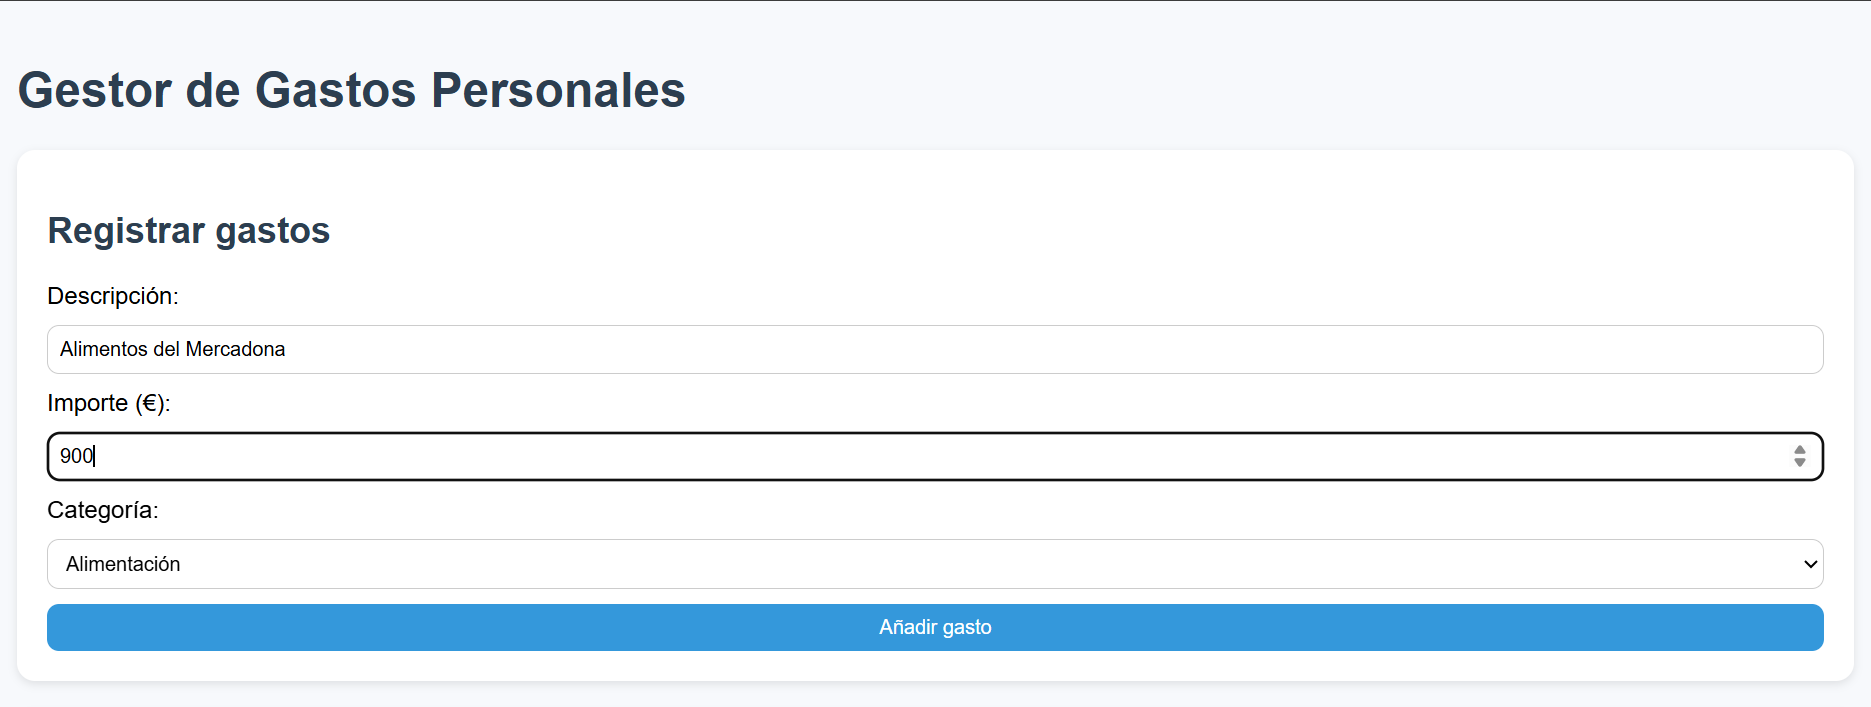 Gestor de Gastos Personales
Registrar gastos
Descripción:
Alimentos del Mercadona
Importe (€):
900
Categoría:
Alimentación
Añadir gasto